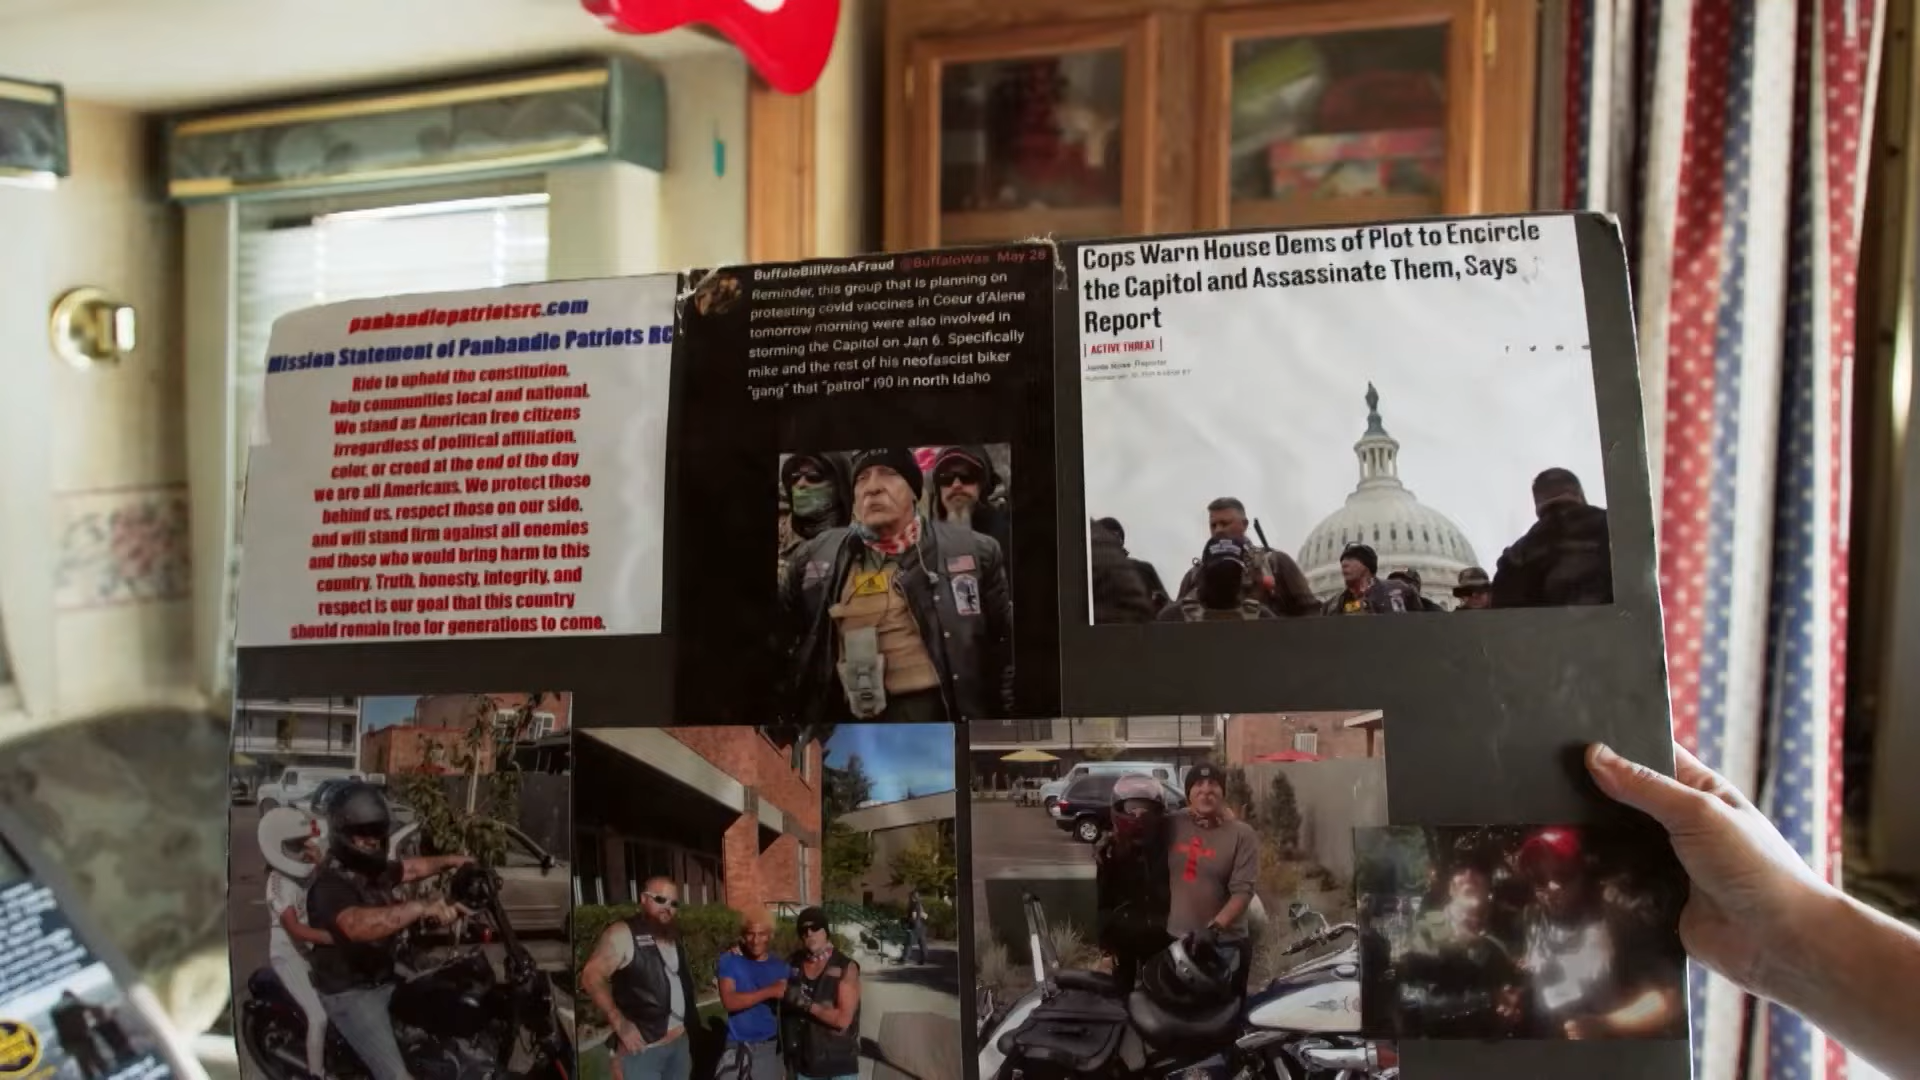 panhandlepatriotsrc.com
Mission Statement of Panhandle Patriots RC
Ride to uphold the constitution,
help communities local and national.
We stand as American free citizens
irregardless of political affiliation,
color, or creed at the end of the day
we are all Americans. We protect those
behind us, respect those on our side,
and will stand firm against all enemies
and those who would bring harm to this
country. Truth, honesty, integrity, and
respect is our goal that this country
should remain free for generations to come.
BuffaloBillWasAFraud @BuffaloWas May 28
Reminder, this group that is planning on
protesting covid vaccines in Coeur d'Alene
tomorrow morning were also involved in
storming the Capitol on Jan 6. Specifically
mike and the rest of his neofascist biker
"gang" that "patrol" i90 in north Idaho
Cops Warn House Dems of Plot to Encircle
the Capitol and Assassinate Them, Says
Report
| ACTIVE THREAT |
Reporter